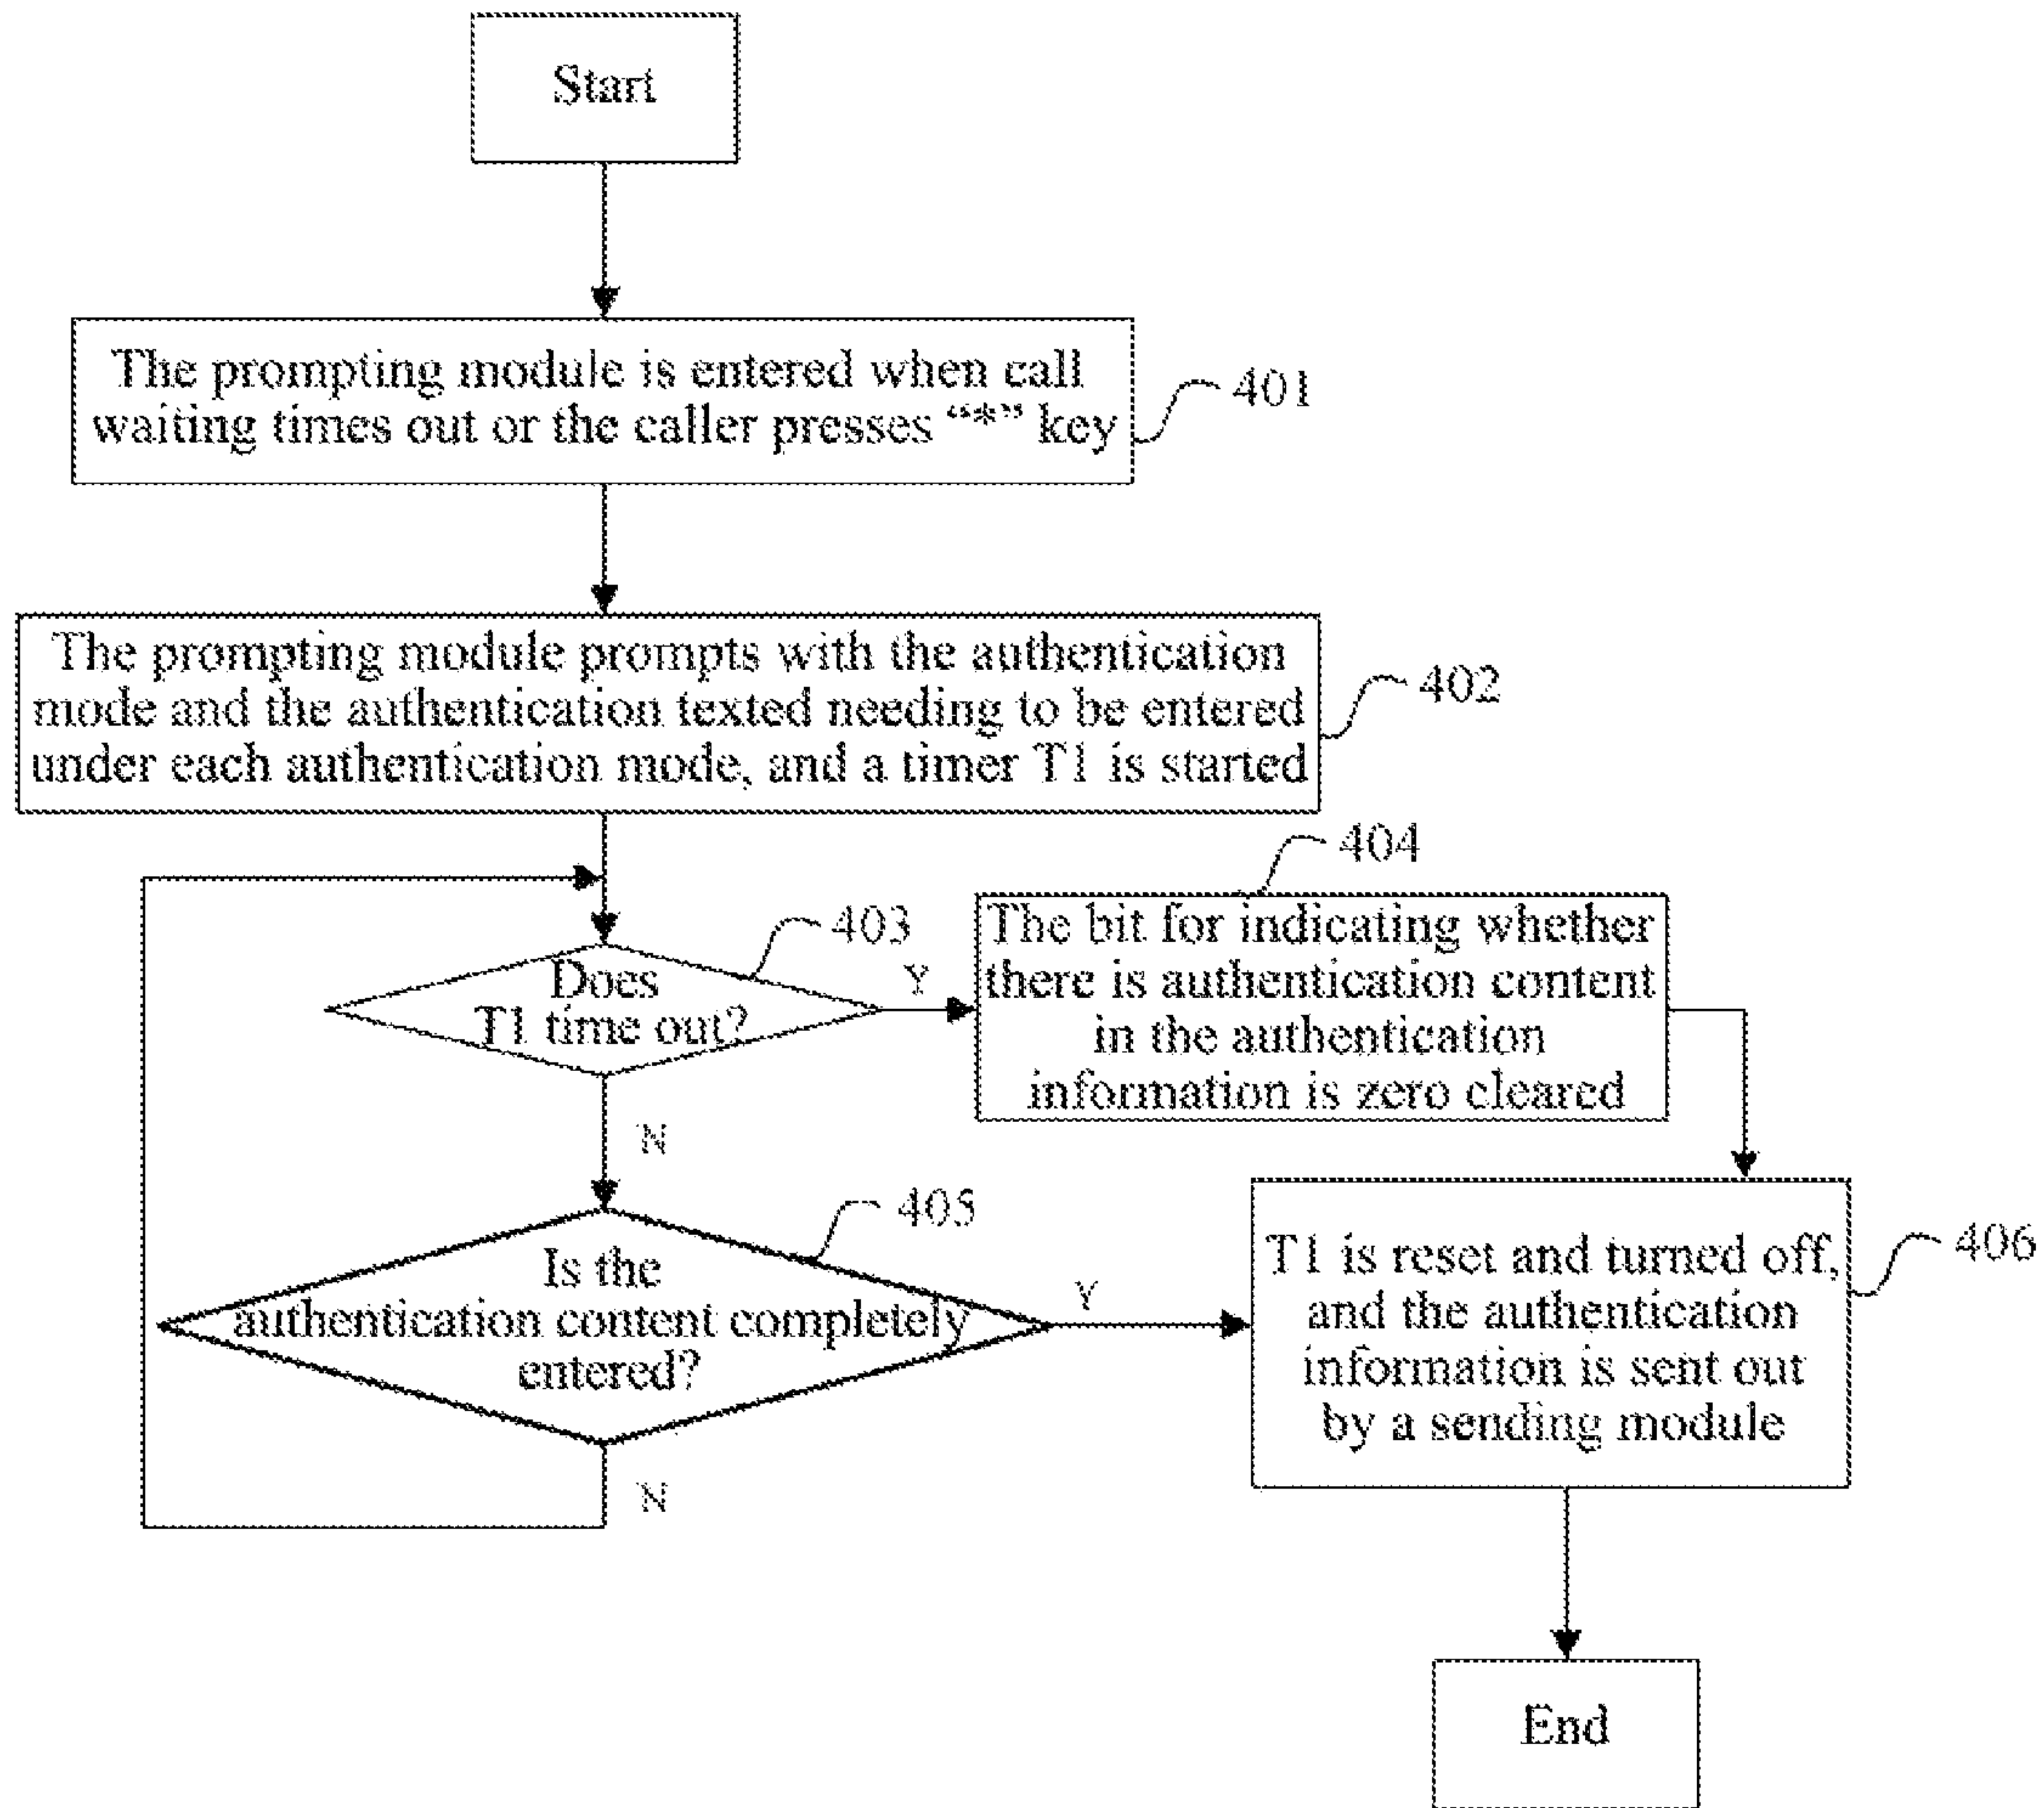 Start
The prompting module is entered when call
waiting times out or the caller presses “*” key
401
The prompting module prompts with the authentication
mode and the authentication texted needing to be entered
under each authentication mode, and a timer T1 is started
402
404
403
Does
T1 time out?
Y
N
The bit for indicating whether
there is authentication content
in the authentication
information is zero cleared
405
Is the
authentication content completely
entered?
Y
N
T1 is reset and turned off,
and the authentication
information is sent out
by a sending module
406
End